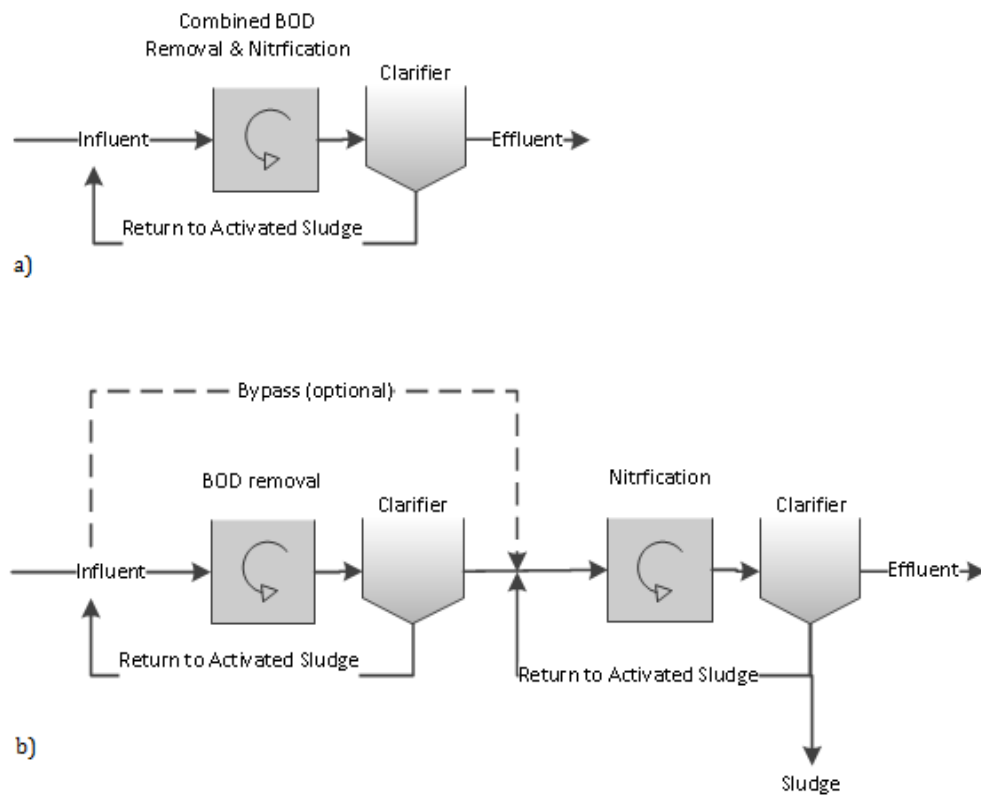 Combined BOD
Removal & Nitrfication
Clarifier
Influent
Effluent
Return to Activated Sludge
a)
Bypass (optional)
BOD removal
Clarifier
Nitrfication
Clarifier
Influent
Effluent
Return to Activated Sludge
Return to Activated Sludge
b)
Sludge